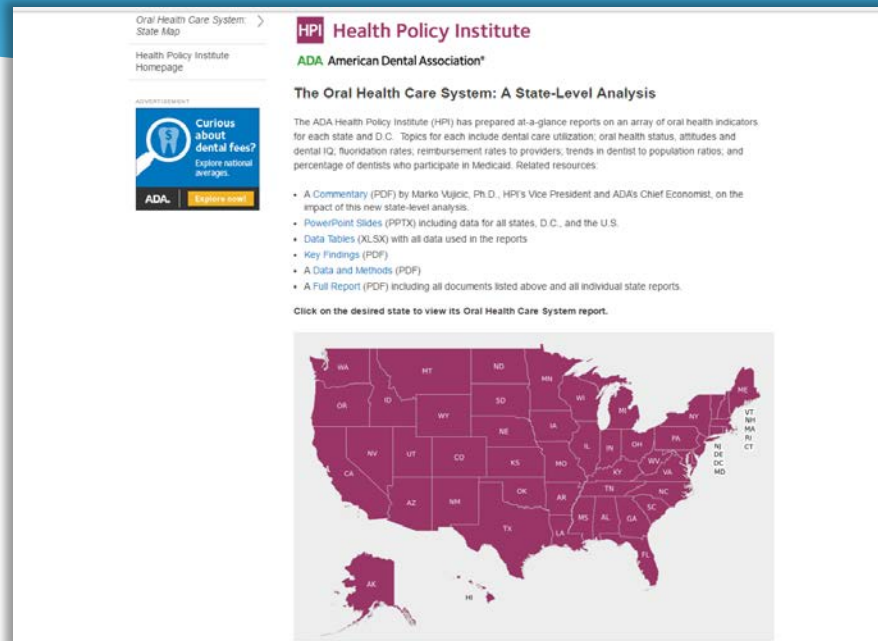 Oral Health Care System:
State Map
Health Policy Institute
Homepage
ADVERTISEMENT
Curious
about
dental fees?
Explore national
averages.
ADA.
Explore now!
HPI Health Policy Institute
ADA American Dental Association®
The Oral Health Care System: A State-Level Analysis
The ADA Health Policy Institute (HPI) has prepared at-a-glance reports on an array of oral health indicators
for each state and D.C. Topics for each include dental care utilization; oral health status, attitudes and
dental IQ; fluoridation rates; reimbursement rates to providers; trends in dentist to population ratios; and
percentage of dentists who participate in Medicaid. Related resources:
• A Commentary (PDF) by Marko Vujicic, Ph.D., HPI's Vice President and ADA's Chief Economist, on the
impact of this new state-level analysis.
• PowerPoint Slides (PPTX) including data for all states, D.C., and the U.S.
• Data Tables (XLSX) with all data used in the reports
• Key Findings (PDF)
• A Data and Methods (PDF)
• A Full Report (PDF) including all documents listed above and all individual state reports.
Click on the desired state to view its Oral Health Care System report.
WA
MT
ND
MN
ME
OR
ID
WY
SD
WI
MI
NY
VT
NH
MA
RI
CT
NV
UT
CO
NE
IA
IL
IN
OH
PA
NJ
DE
DC
MD
CA
KS
MO
KY
WV
VA
AZ
NM
OK
AR
TN
NC
SC
TX
LA
MS
AL
GA
FL
AK
HI